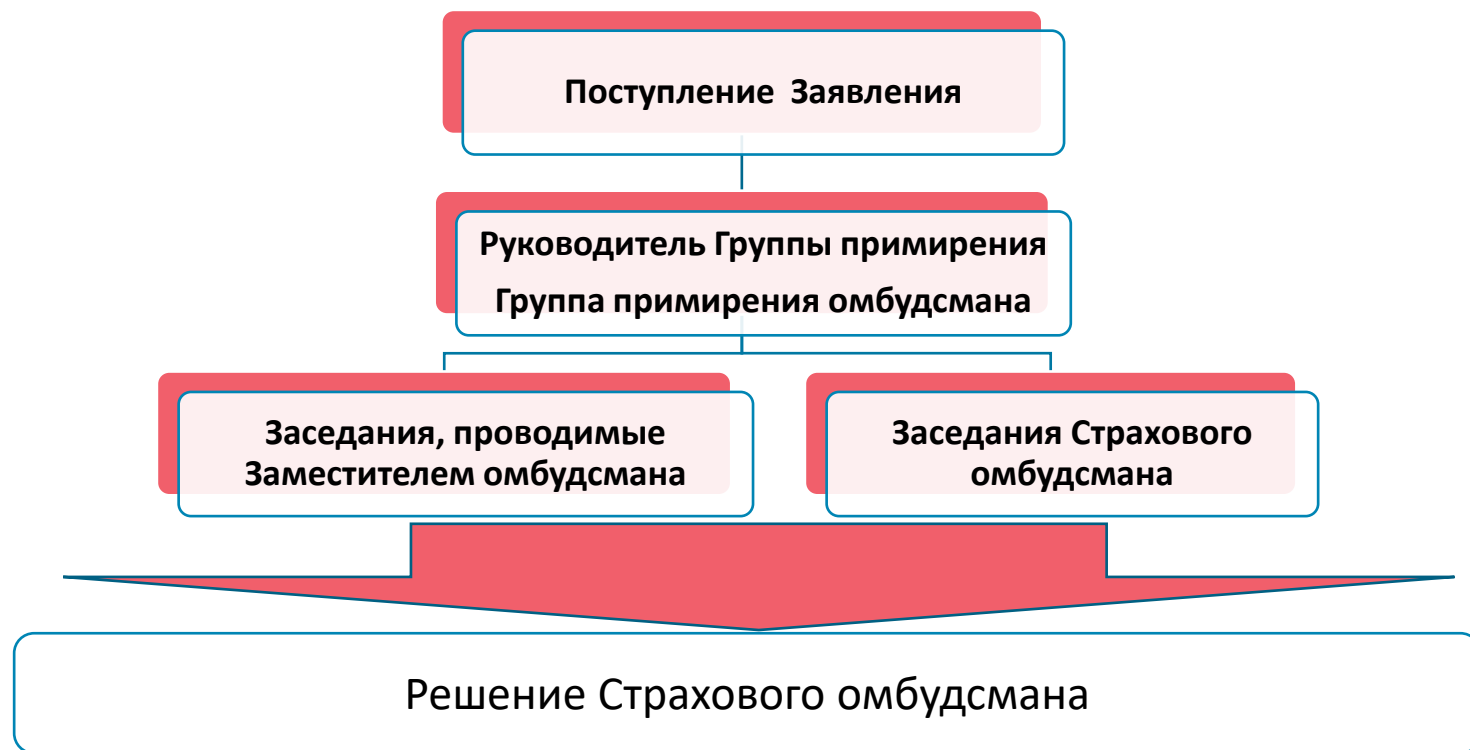 Поступление Заявления
Руководитель Группы примирения
Группа примирения омбудсмана
Заседания, проводимые
Заместителем омбудсмана
Заседания Страхового
омбудсмана
Решение Страхового омбудсмана